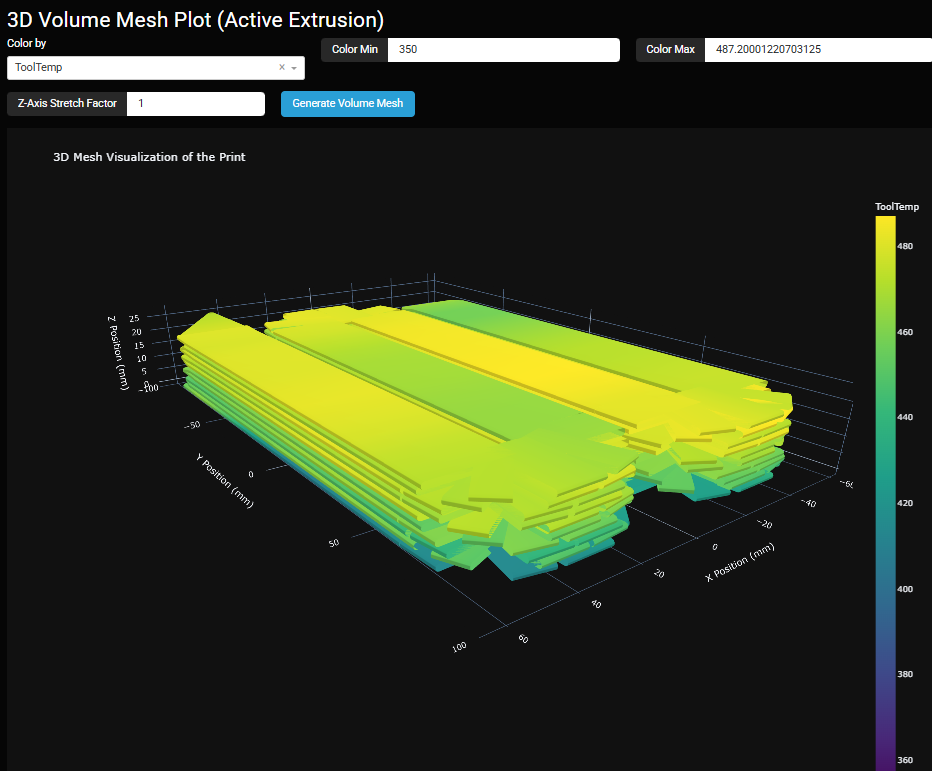 3D Volume Mesh Plot (Active Extrusion)
Color by
ToolTemp
Color Min 350
Color Max 487.20001220703125
Z-Axis Stretch Factor 1
Generate Volume Mesh
3D Mesh Visualization of the Print
ToolTemp
480
460
440
420
400
380
360
Z Position (mm)
25
20
15
10
5
0
−100
−50
0
50
100
Y Position (mm)
60
40
20
0
−20
−40
X Position (mm)